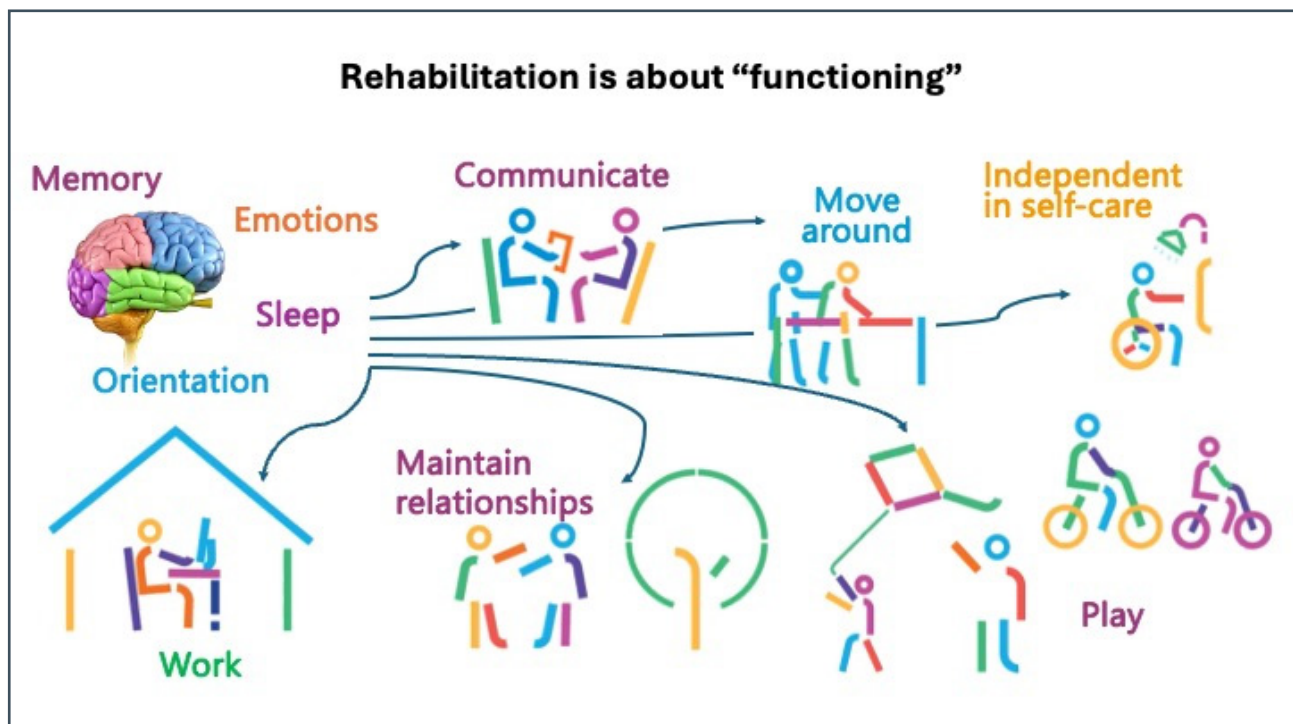 Rehabilitation is about “functioning”
Memory
Emotions
Sleep
Orientation
Communicate
Move
around
Independent
in self-care
Work
Maintain
relationships
Play